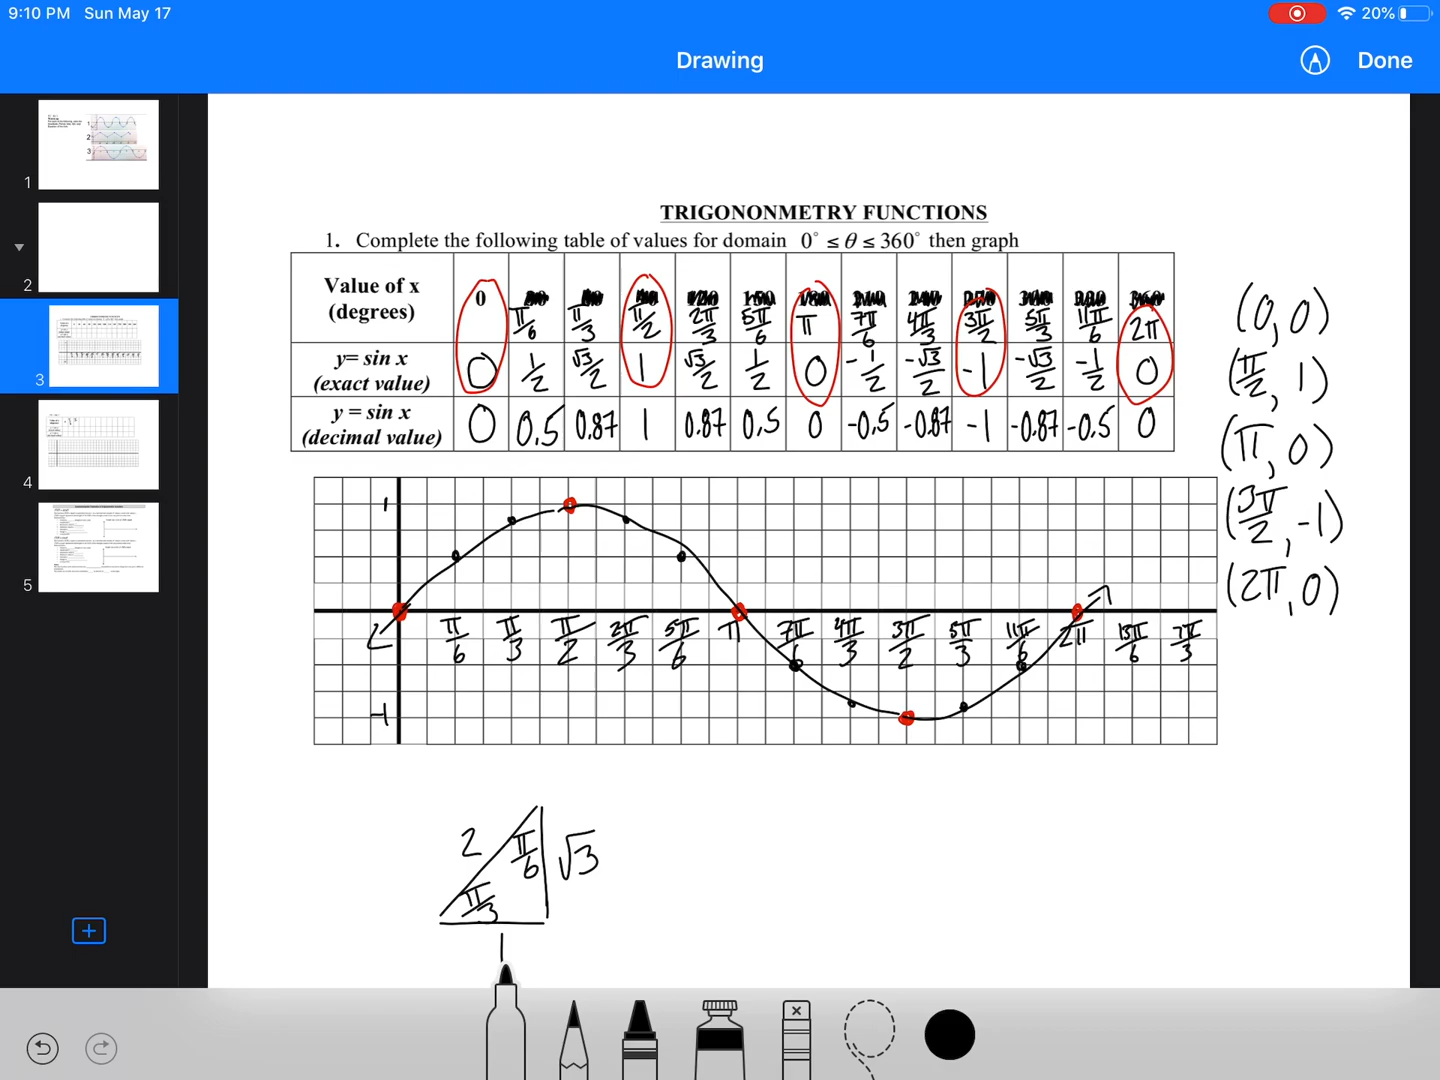 9:10 PM Sun May 17
20%
Drawing
Done
1
2
3
4
5
TRIGONONMETRY FUNCTIONS
1. Complete the following table of values for domain 0° ≤ θ ≤ 360° then graph
Value of x (degrees) 0 π/6 π/3 π/2 2π/3 5π/6 π 7π/6 4π/3 3π/2 5π/3 11π/6 2π
y= sin x (exact value) 0 1/2 √3/2 1 √3/2 1/2 0 -1/2 -√3/2 -1 -√3/2 -1/2 0
y = sin x (decimal value) 0 0.5 0.87 1 0.87 0.5 0 -0.5 -0.87 -1 -0.87 -0.5 0
(0,0)
(π/2, 1)
(π, 0)
(3π/2, -1)
(2π, 0)
1
π/6 π/3 π/2 2π/3 5π/6 π 7π/6 4π/3 3π/2 5π/3 11π/6 2π 13π/6 7π/3
-1
2 π/6 √3
π/3
1